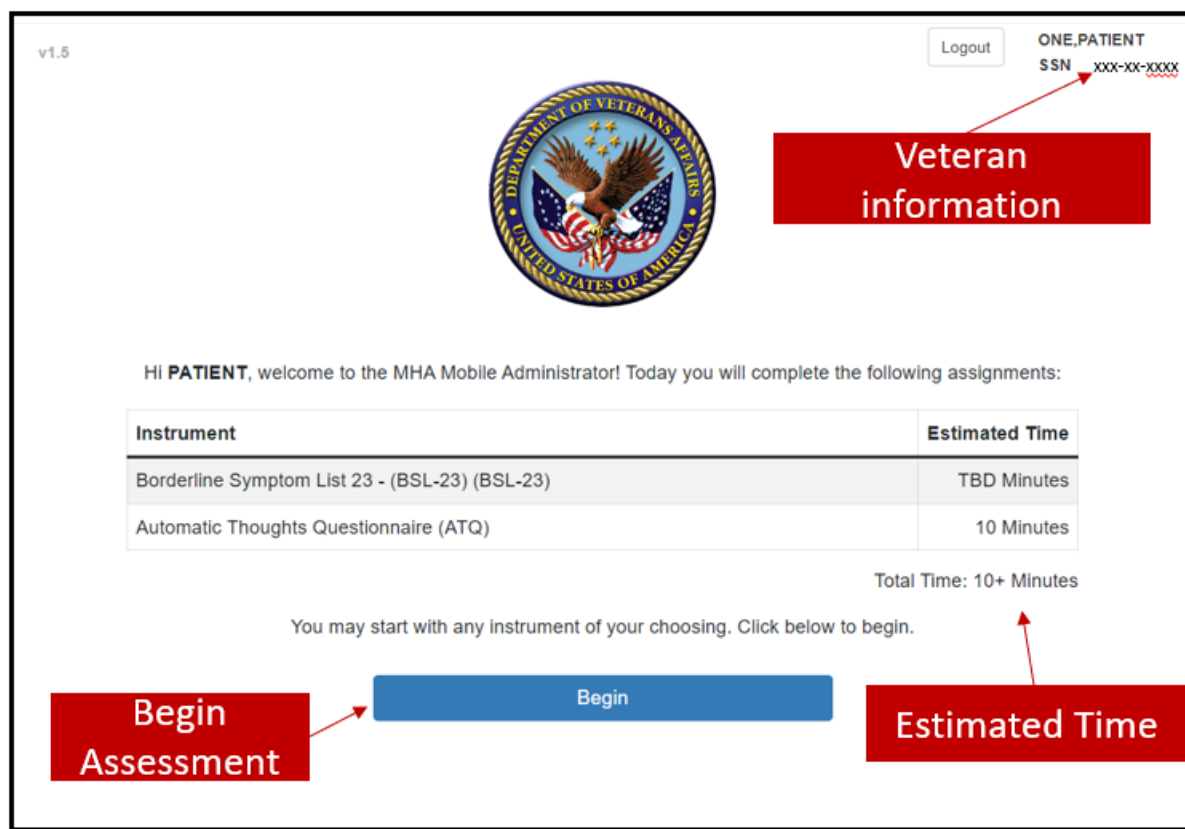 v1.5
Logout
ONE,PATIENT
SSN xxx-xx-xxxx
DEPARTMENT OF VETERANS AFFAIRS
UNITED STATES OF AMERICA
Veteran
information
Hi PATIENT, welcome to the MHA Mobile Administrator! Today you will complete the following assignments:
Instrument Estimated Time
Borderline Symptom List 23 - (BSL-23) (BSL-23) TBD Minutes
Automatic Thoughts Questionnaire (ATQ) 10 Minutes
Total Time: 10+ Minutes
You may start with any instrument of your choosing. Click below to begin.
Begin
Begin
Assessment
Estimated Time